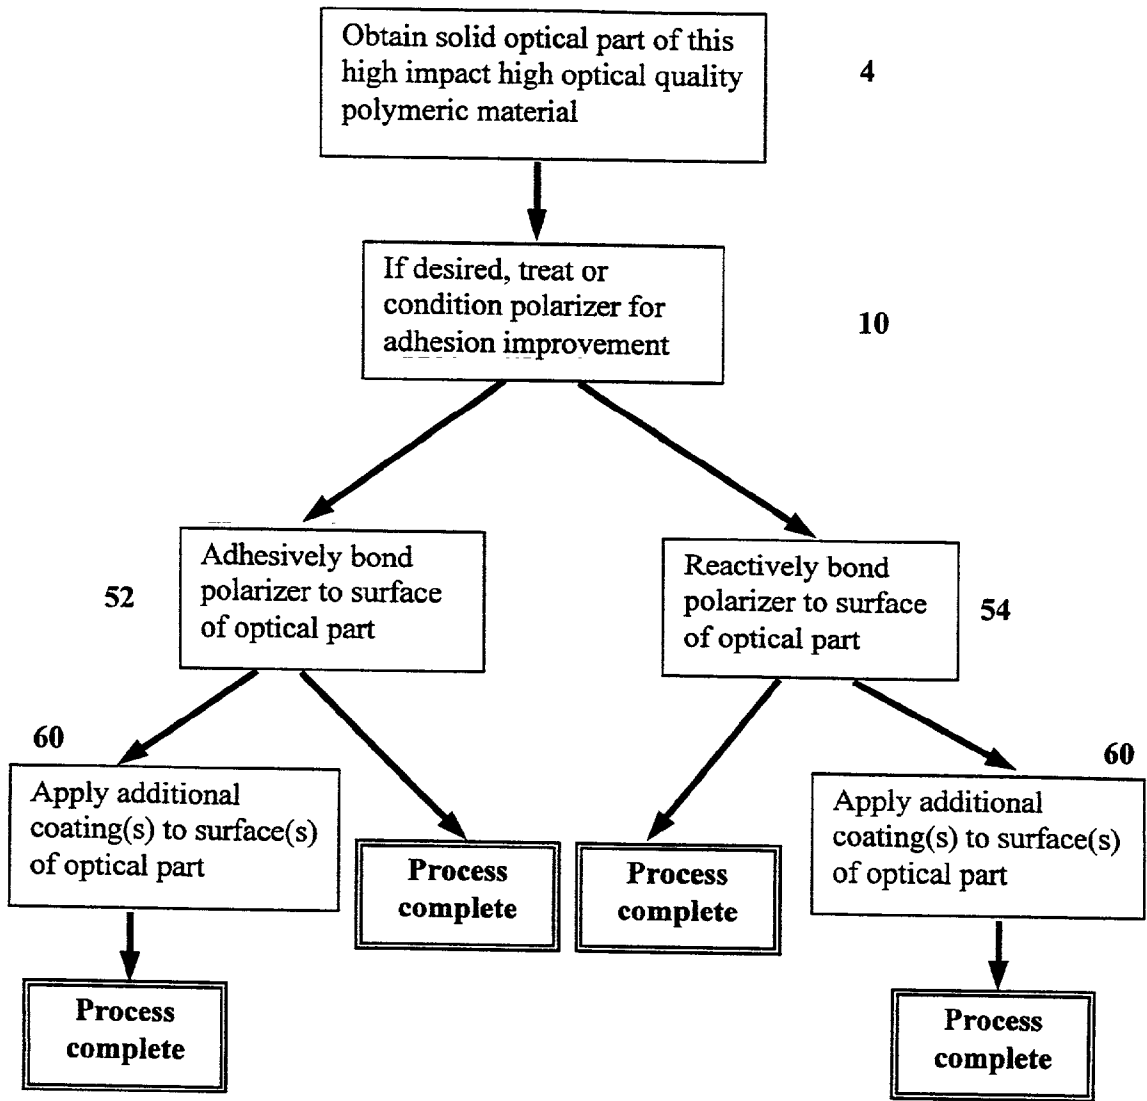 Obtain solid optical part of this
high impact high optical quality
polymeric material
4
If desired, treat or
condition polarizer for
adhesion improvement
10
52
Adhesively bond
polarizer to surface
of optical part
Reactively bond
polarizer to surface
of optical part
54
60
Apply additional
coating(s) to surface(s)
of optical part
Process
complete
Process
complete
60
Apply additional
coating(s) to surface(s)
of optical part
Process
complete
Process
complete